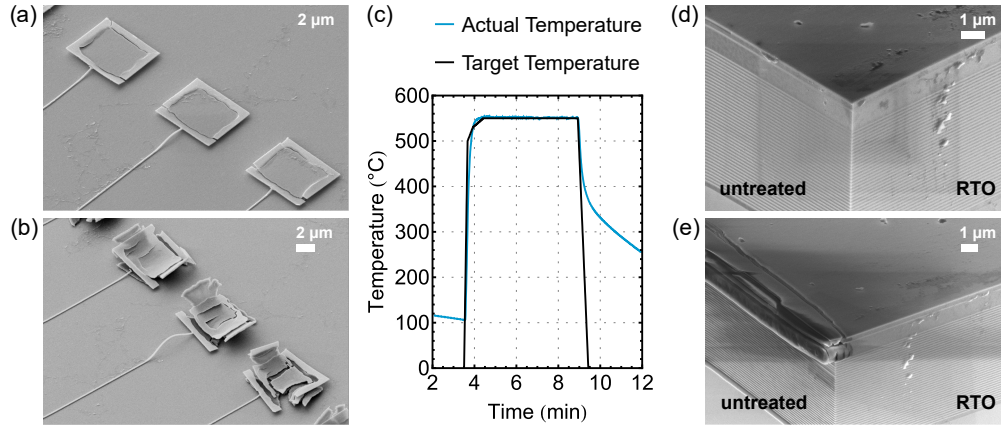 (a)
2 µm
(b)
2 µm
(c)
Actual Temperature
Target Temperature
600
500
400
300
200
100
0
Temperature (°C)
2 4 6 8 10 12
Time (min)
(d)
1 µm
untreated
RTO
(e)
1 µm
untreated
RTO